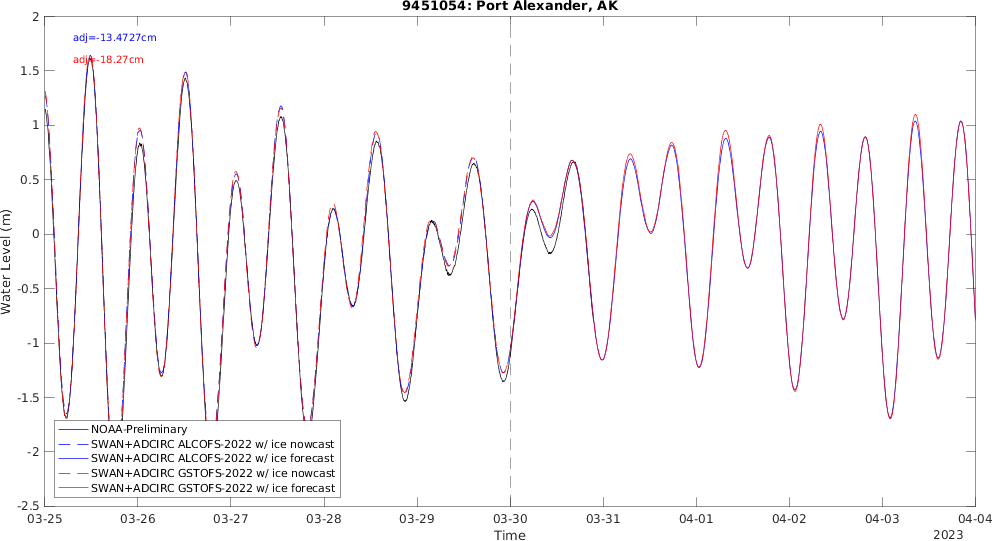 9451054: Port Alexander, AK
adj=-13.4727cm
adj=-18.27cm
Water Level (m)
2
1.5
1
0.5
0
-0.5
-1
-1.5
-2
-2.5
NOAA-Preliminary
SWAN+ADCIRC ALCOFS-2022 w/ ice nowcast
SWAN+ADCIRC ALCOFS-2022 w/ ice forecast
SWAN+ADCIRC GSTOFS-2022 w/ ice nowcast
SWAN+ADCIRC GSTOFS-2022 w/ ice forecast
03-25 03-26 03-27 03-28 03-29 03-30 03-31 04-01 04-02 04-03 04-04
Time
2023